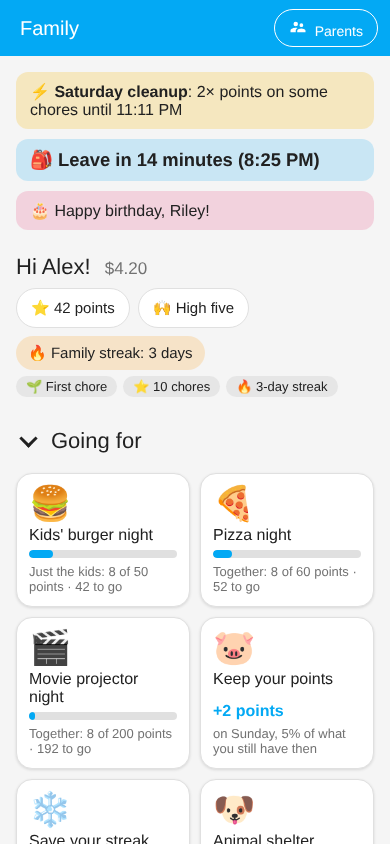 Family
Parents
⚡ Saturday cleanup: 2× points on some
chores until 11:11 PM
🎒 Leave in 14 minutes (8:25 PM)
🎂 Happy birthday, Riley!
Hi Alex! $4.20
⭐ 42 points
🙌 High five
🔥 Family streak: 3 days
🌱 First chore
⭐ 10 chores
🔥 3-day streak
Going for
Kids' burger night
Just the kids: 8 of 50
points · 42 to go
Pizza night
Together: 8 of 60 points ·
52 to go
Movie projector
night
Together: 8 of 200 points
· 192 to go
Keep your points
+2 points
on Sunday, 5% of what
you still have then
Save your streak
Animal shelter